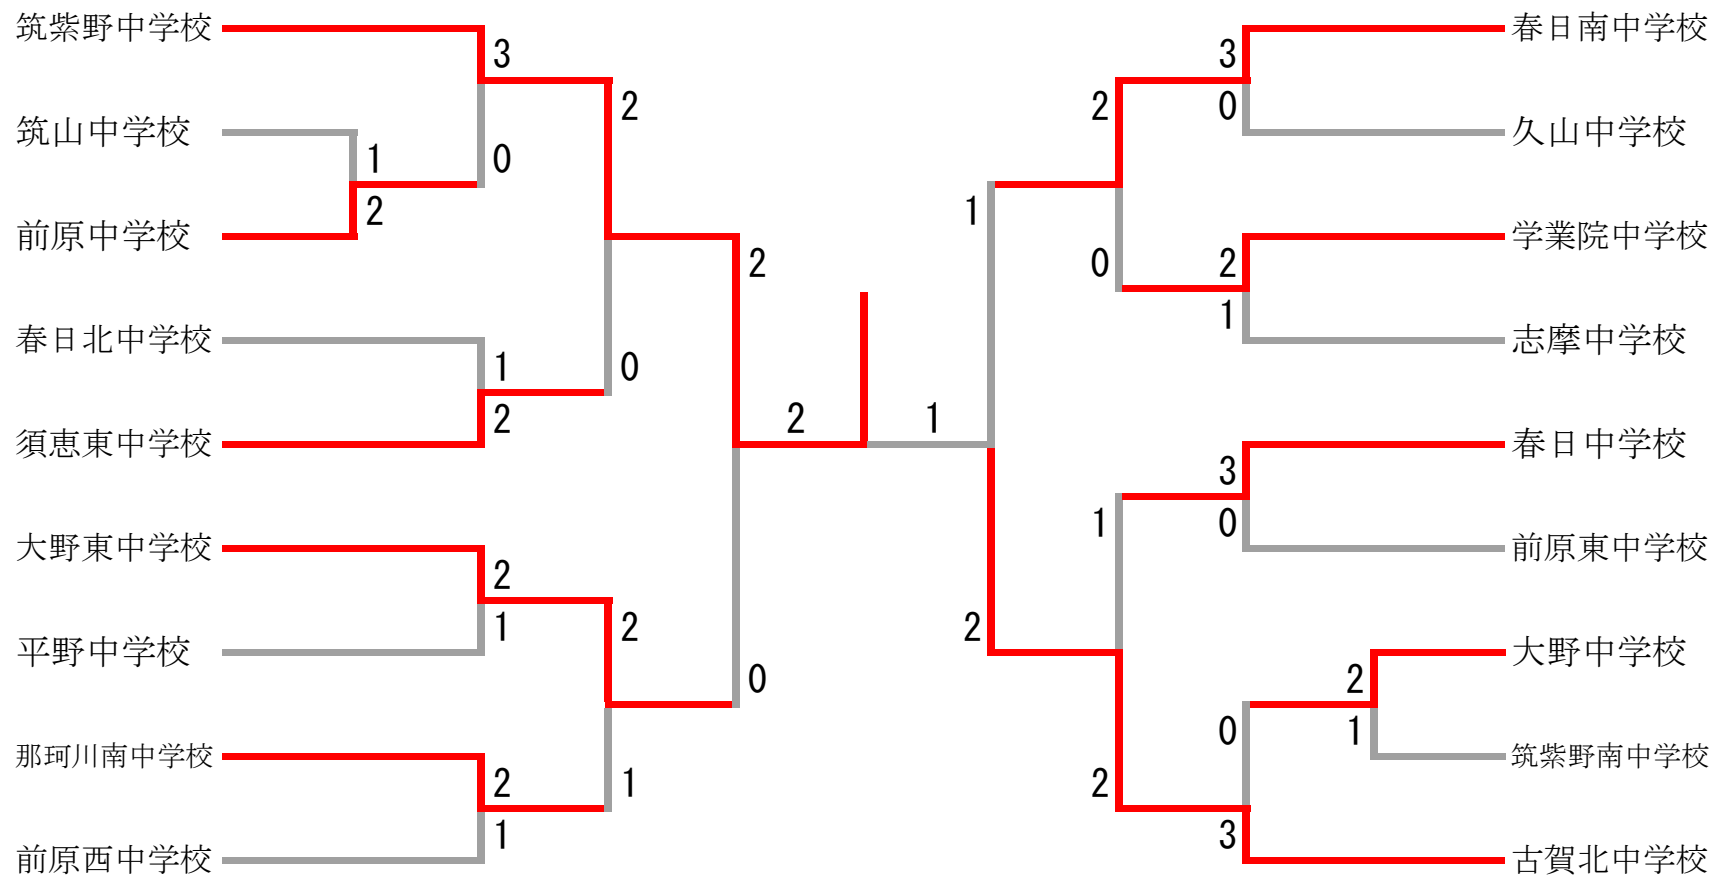 筑紫野中学校
筑山中学校
前原中学校
春日北中学校
須恵東中学校
大野東中学校
平野中学校
那珂川南中学校
前原西中学校
3
0
1
2
1
2
2
1
2
1
2
0
2
1
2
0
2
1
1
2
2
0
1
2
3
0
2
1
3
0
0
3
2
1
春日南中学校
久山中学校
学業院中学校
志摩中学校
春日中学校
前原東中学校
大野中学校
筑紫野南中学校
古賀北中学校